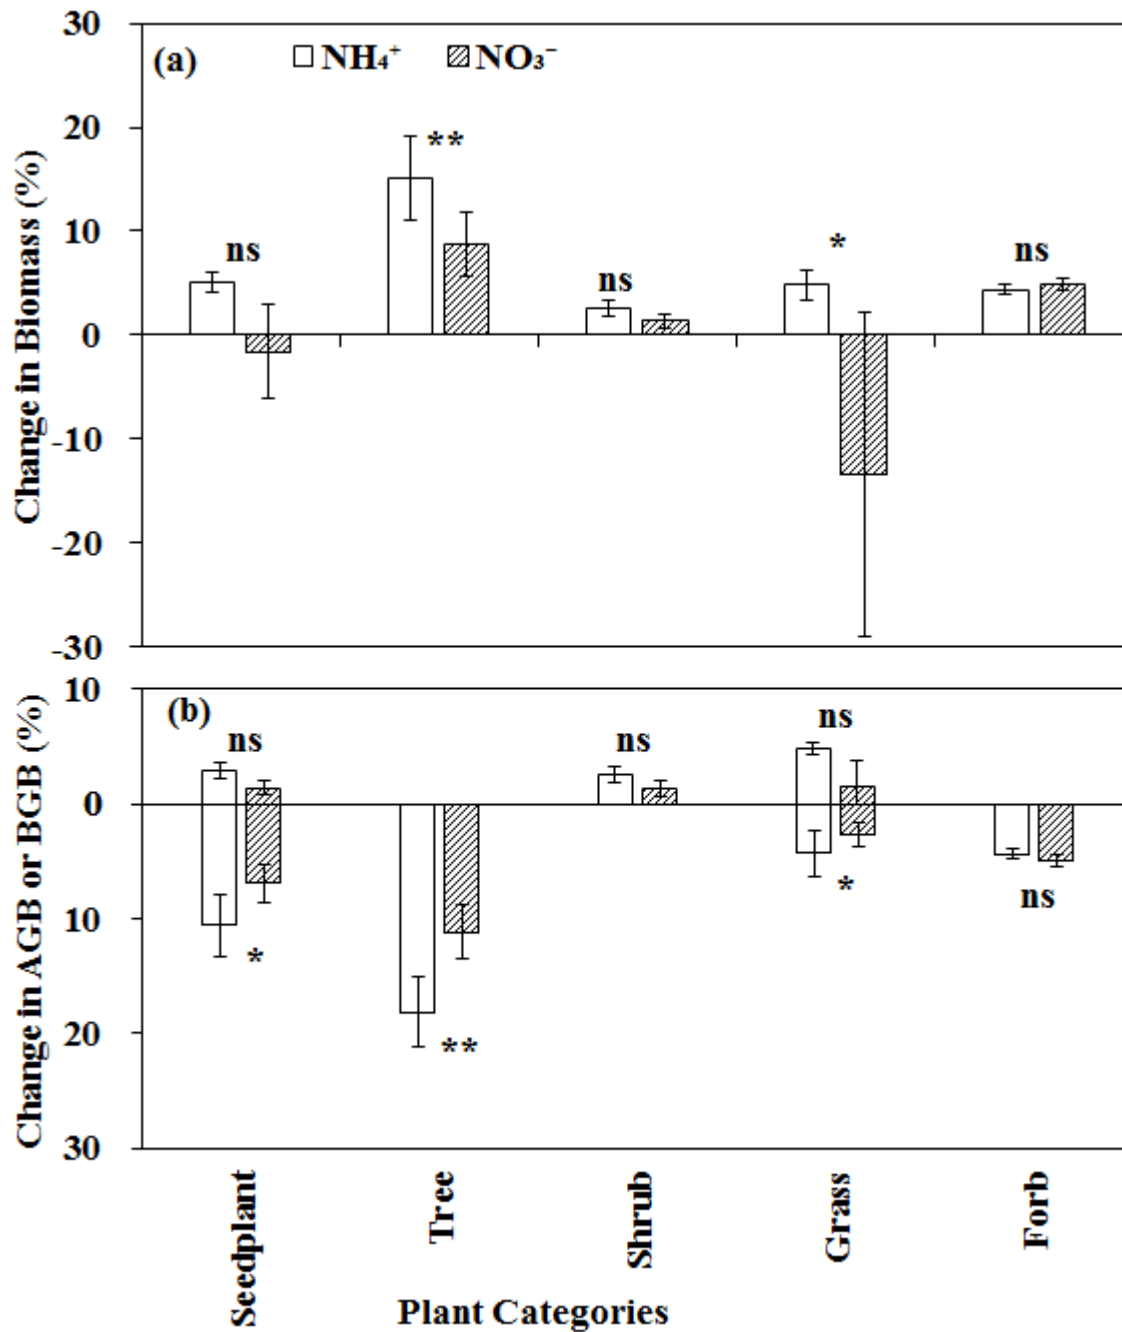 30
(a) NH₄⁺ NO₃⁻
20
**
10
ns
*
ns
ns
0
-10
-20
-30
Change in Biomass (%)
10
(b)
ns
ns
ns
0
10
*
*
ns
20
**
30
Change in AGB or BGB (%)
Seedplant
Tree
Shrub
Grass
Forb
Plant Categories